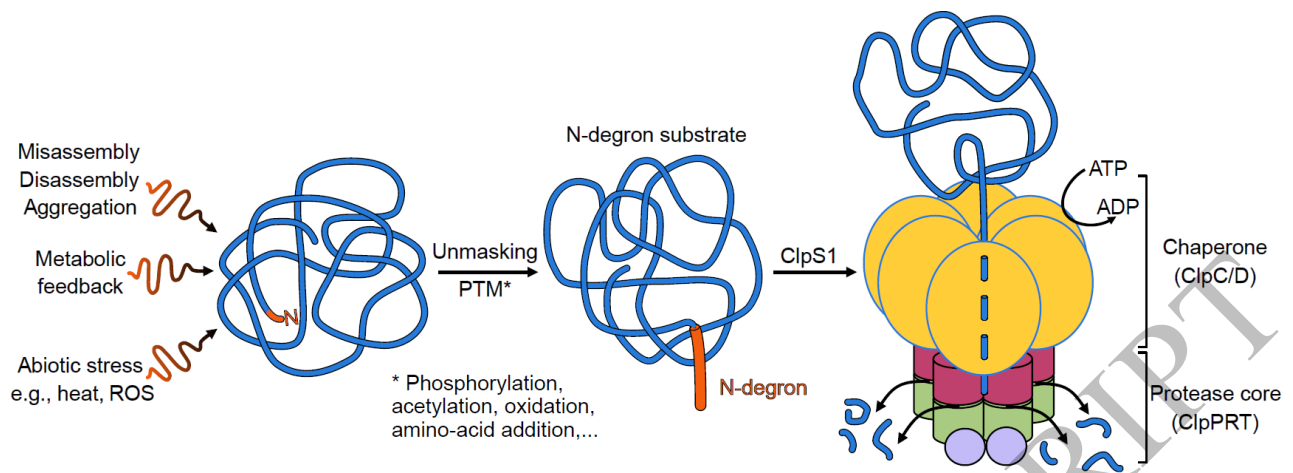 Misassembly
Disassembly
Aggregation
Metabolic
feedback
Abiotic stress
e.g., heat, ROS
N
Unmasking
PTM*
* Phosphorylation,
acetylation, oxidation,
amino-acid addition,...
N-degron substrate
N-degron
ClpS1
ATP
ADP
Chaperone
(ClpC/D)
Protease core
(ClpPRT)
RIPT